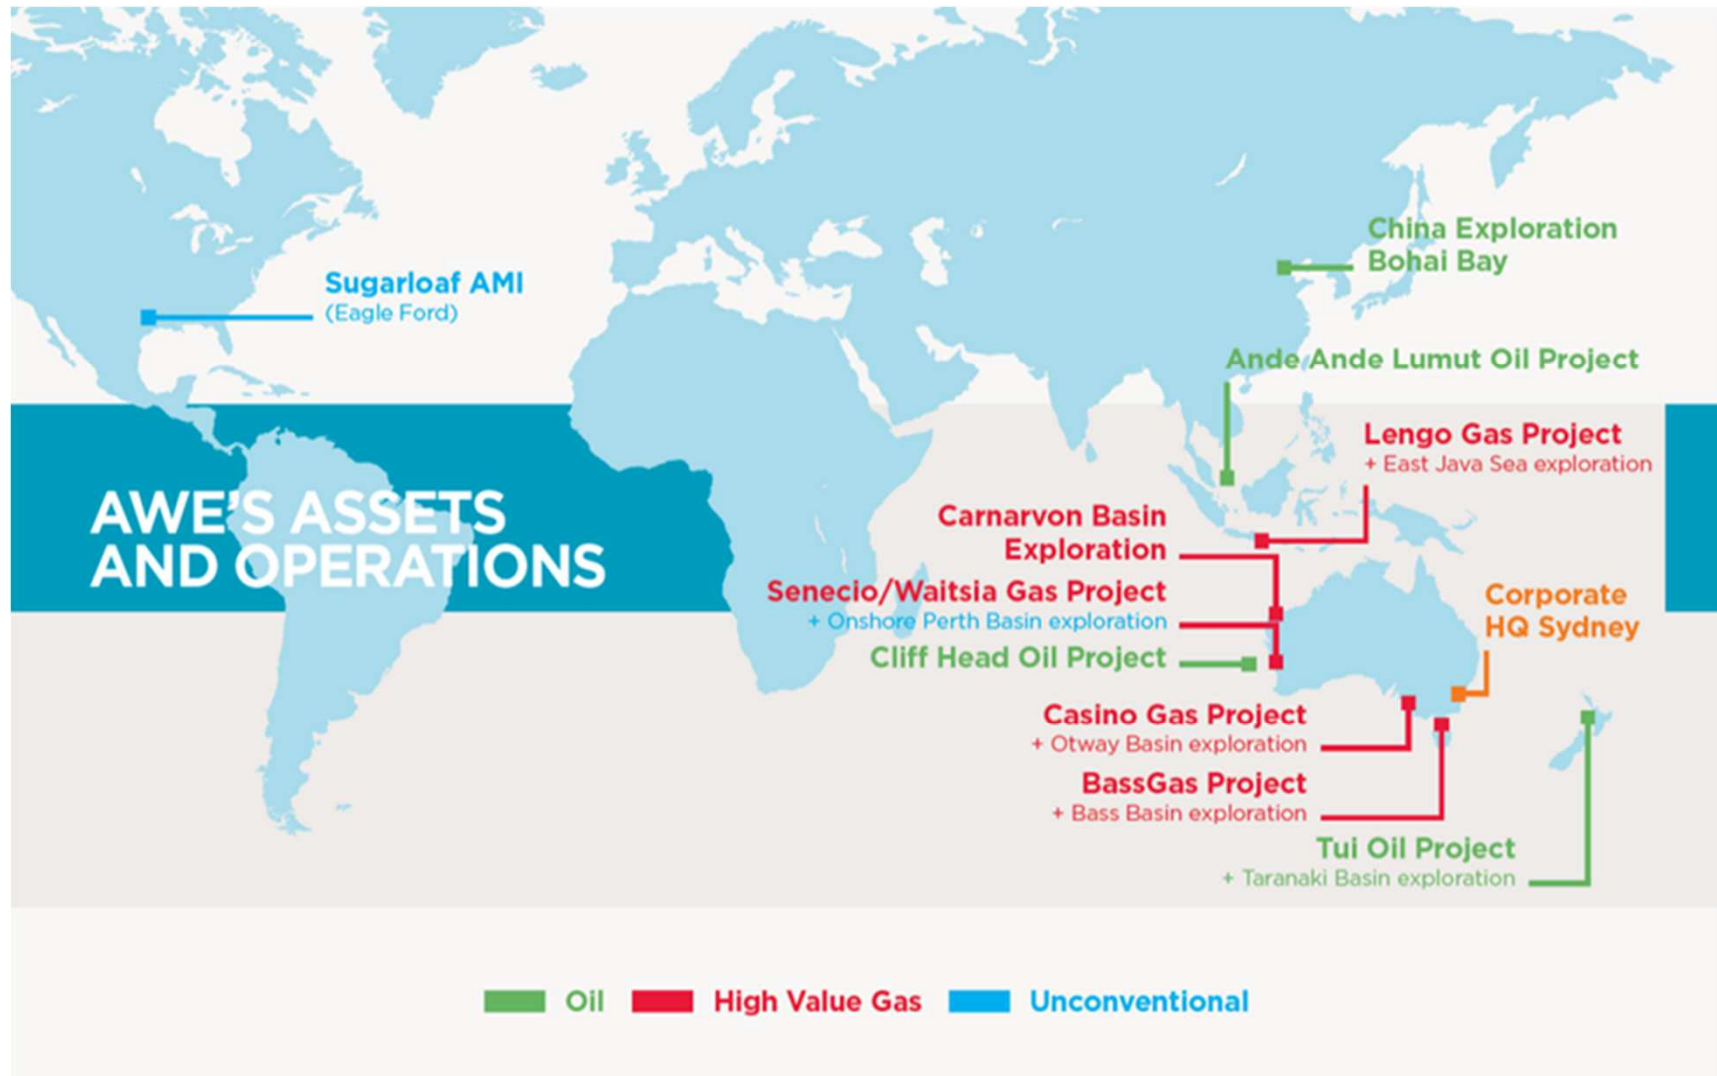 China Exploration
Bohai Bay
Sugarloaf AMI
(Eagle Ford)
Ande Ande Lumut Oil Project
Lengo Gas Project
+ East Java Sea exploration
AWE'S ASSETS
AND OPERATIONS
Carnarvon Basin
Exploration
Senecio/Waitsia Gas Project
+ Onshore Perth Basin exploration
Cliff Head Oil Project
Corporate
HQ Sydney
Casino Gas Project
+ Otway Basin exploration
BassGas Project
+ Bass Basin exploration
Tui Oil Project
+ Taranaki Basin exploration
Oil High Value Gas Unconventional